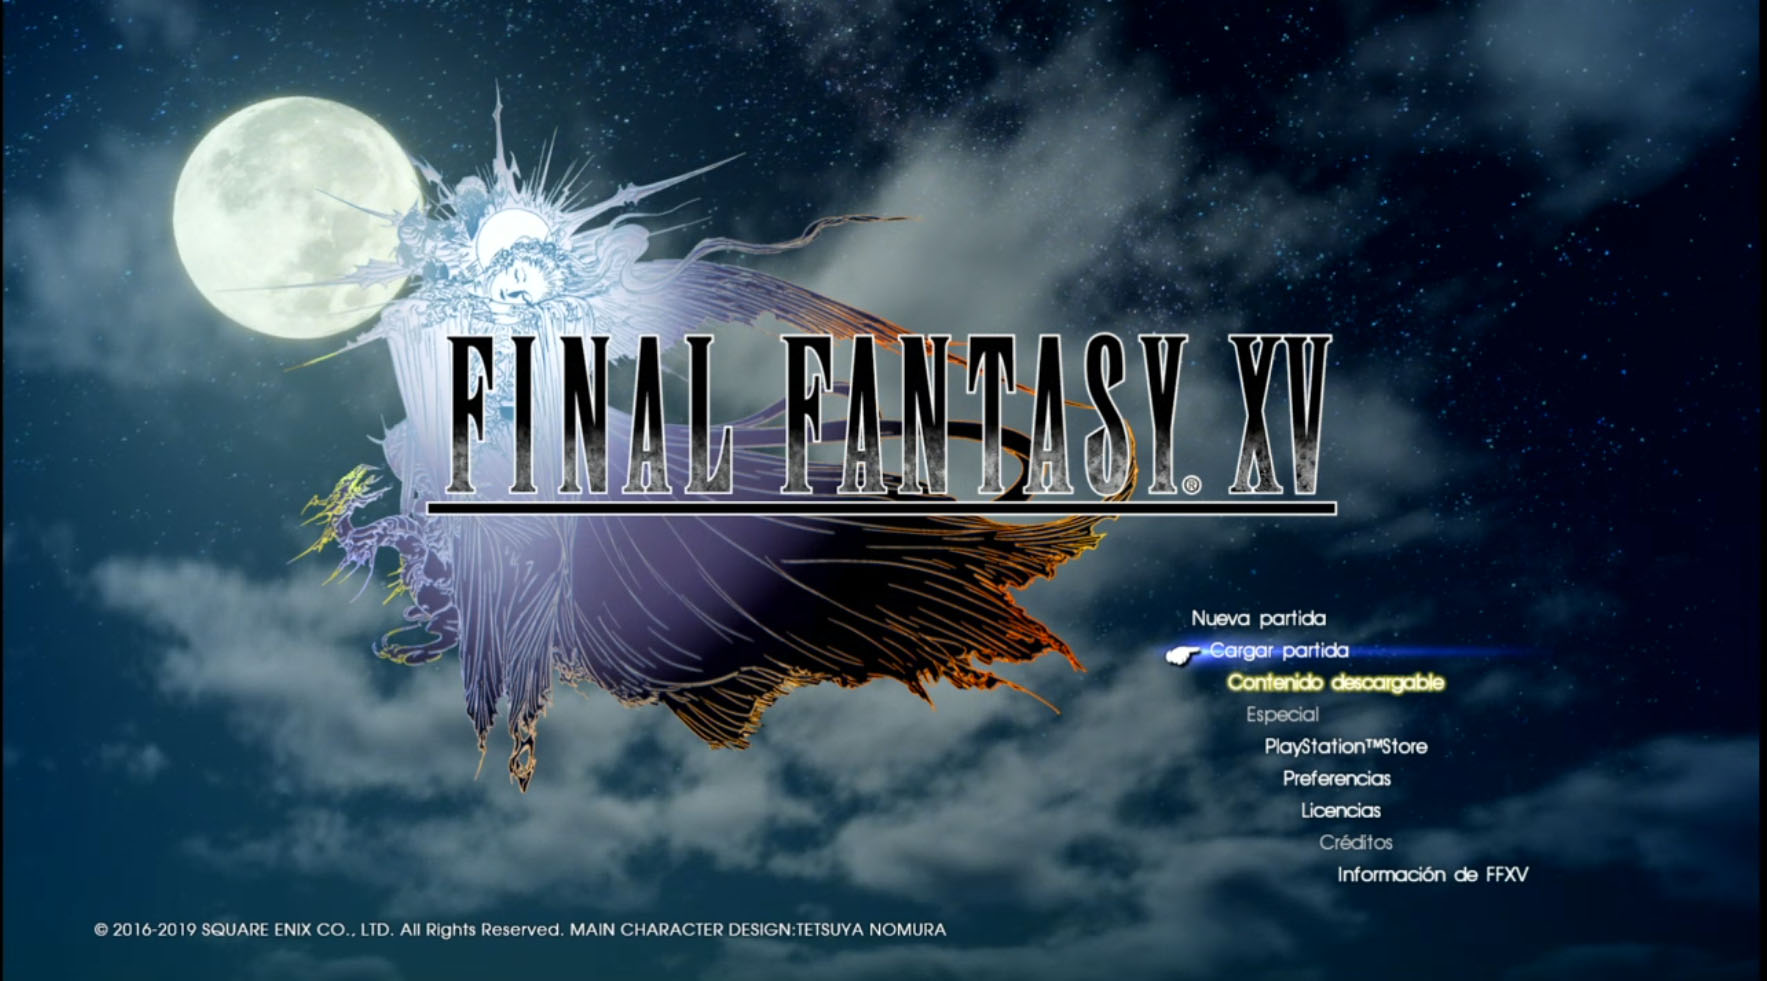 FINAL FANTASY® XV
Nueva partida
Cargar partida
Contenido descargable
Especial
PlayStation™Store
Preferencias
Licencias
Créditos
Información de FFXV
© 2016-2019 SQUARE ENIX CO., LTD. All Rights Reserved. MAIN CHARACTER DESIGN:TETSUYA NOMURA